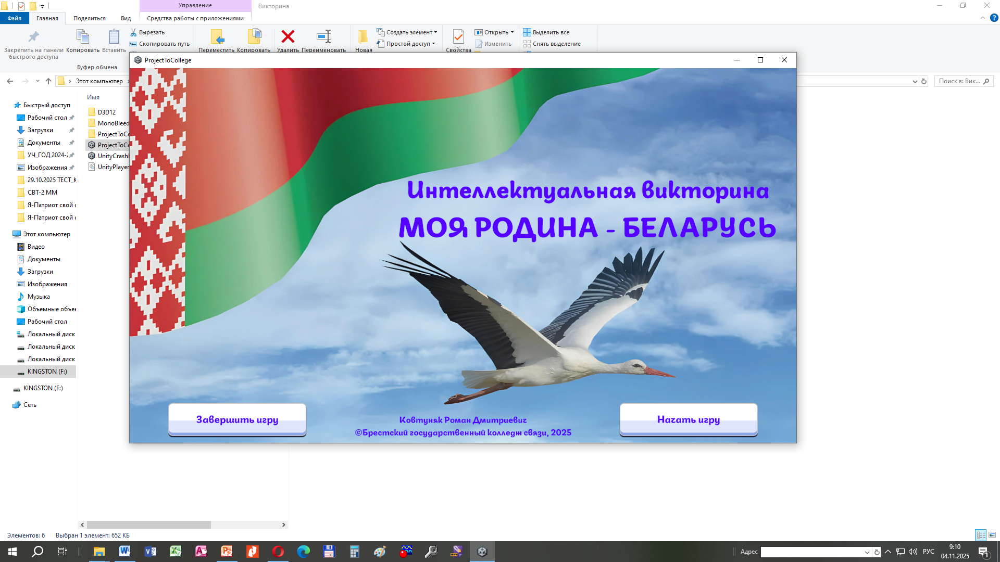 Управление
Викторина
Файл
Главная
Поделиться
Вид
Средства работы с приложениями
Закрепить на панели быстрого доступа
Копировать
Вставить
Вырезать
Скопировать путь
Буфер обмена
Переместить
Копировать
Удалить
Переименовать
Новая
Создать элемент
Простой доступ
Свойства
Открыть
Изменить
Выделить все
Снять выделение
Этот компьютер
Поиск в: Вик...
Имя
D3D12
MonoBleed
ProjectToCo
ProjectToCo
UnityCrashH
UnityPlayer
Быстрый доступ
Рабочий стол
Загрузки
Документы
УЧ_ГОД 2024-2
Изображения
29.10.2025 ТЕСТ_К
СВТ-2 ММ
Я-Патриот свой с
Я-Патриот свой с
Этот компьютер
Видео
Документы
Загрузки
Изображения
Музыка
Объемные объек
Рабочий стол
Локальный диск
Локальный диск
Локальный диск
KINGSTON (F:)
KINGSTON (F:)
Сеть
ProjectToCollege
Интеллектуальная викторина
МОЯ РОДИНА - БЕЛАРУСЬ
Завершить игру
Ковтуняк Роман Дмитриевич
©Брестский государственный колледж связи, 2025
Начать игру
Элементов: 6
Выбран 1 элемент: 652 КБ
Адрес
РУС
9:10
04.11.2025
1